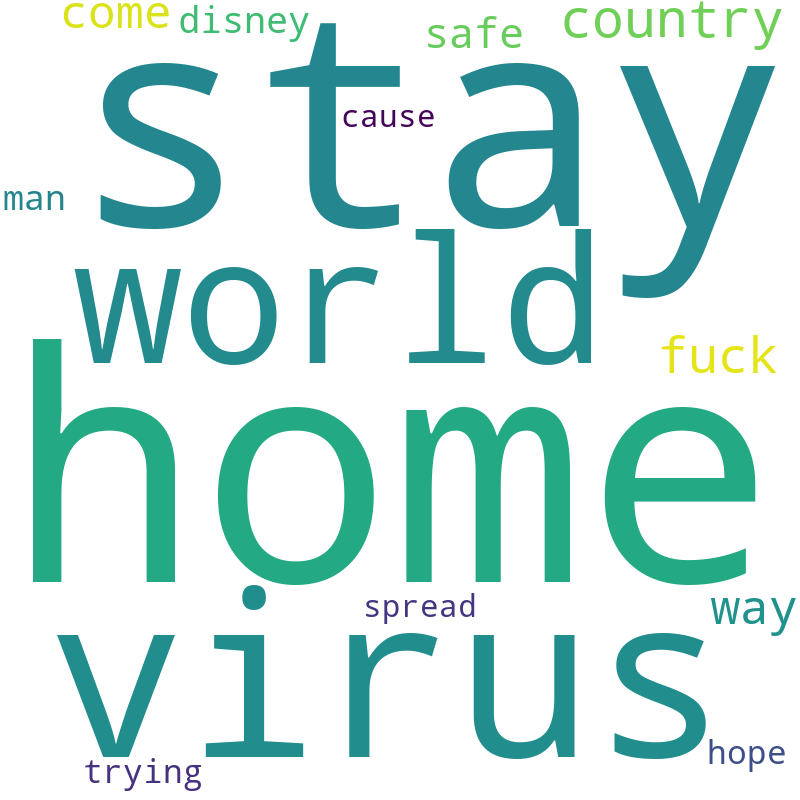 come disney safe country
stay
cause
man
world
fuck
home
spread way
virus
hope
trying